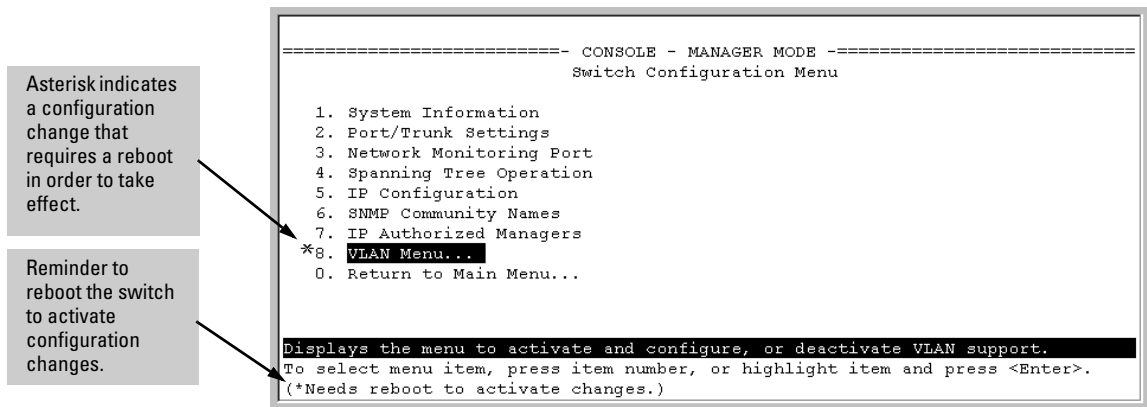 Asterisk indicates
a configuration
change that
requires a reboot
in order to take
effect.
Reminder to
reboot the switch
to activate
configuration
changes.
==========================- CONSOLE - MANAGER MODE -============================
Switch Configuration Menu
1. System Information
2. Port/Trunk Settings
3. Network Monitoring Port
4. Spanning Tree Operation
5. IP Configuration
6. SNMP Community Names
7. IP Authorized Managers
*8. VLAN Menu...
0. Return to Main Menu...
Displays the menu to activate and configure, or deactivate VLAN support.
To select menu item, press item number, or highlight item and press <Enter>.
(*Needs reboot to activate changes.)